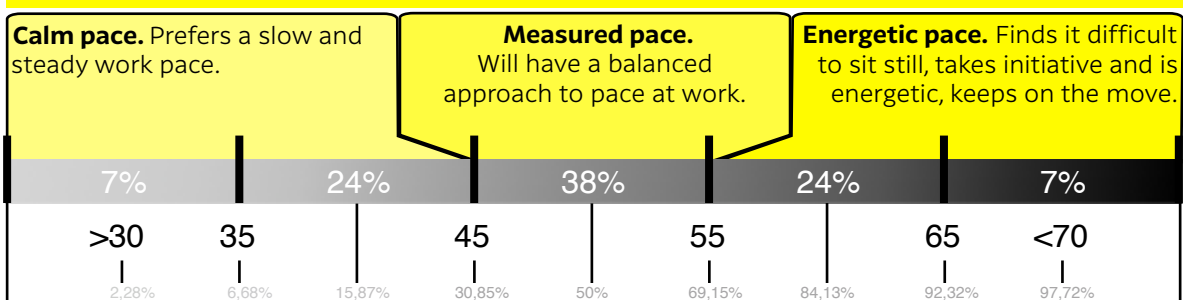 Calm pace. Prefers a slow and
steady work pace.
Measured pace.
Will have a balanced
approach to pace at work.
Energetic pace. Finds it difficult
to sit still, takes initiative and is
energetic, keeps on the move.
7% 24% 38% 24% 7%
>30 35 45 55 65 <70
2,28% 6,68% 15,87% 30,85% 50% 69,15% 84,13% 92,32% 97,72%